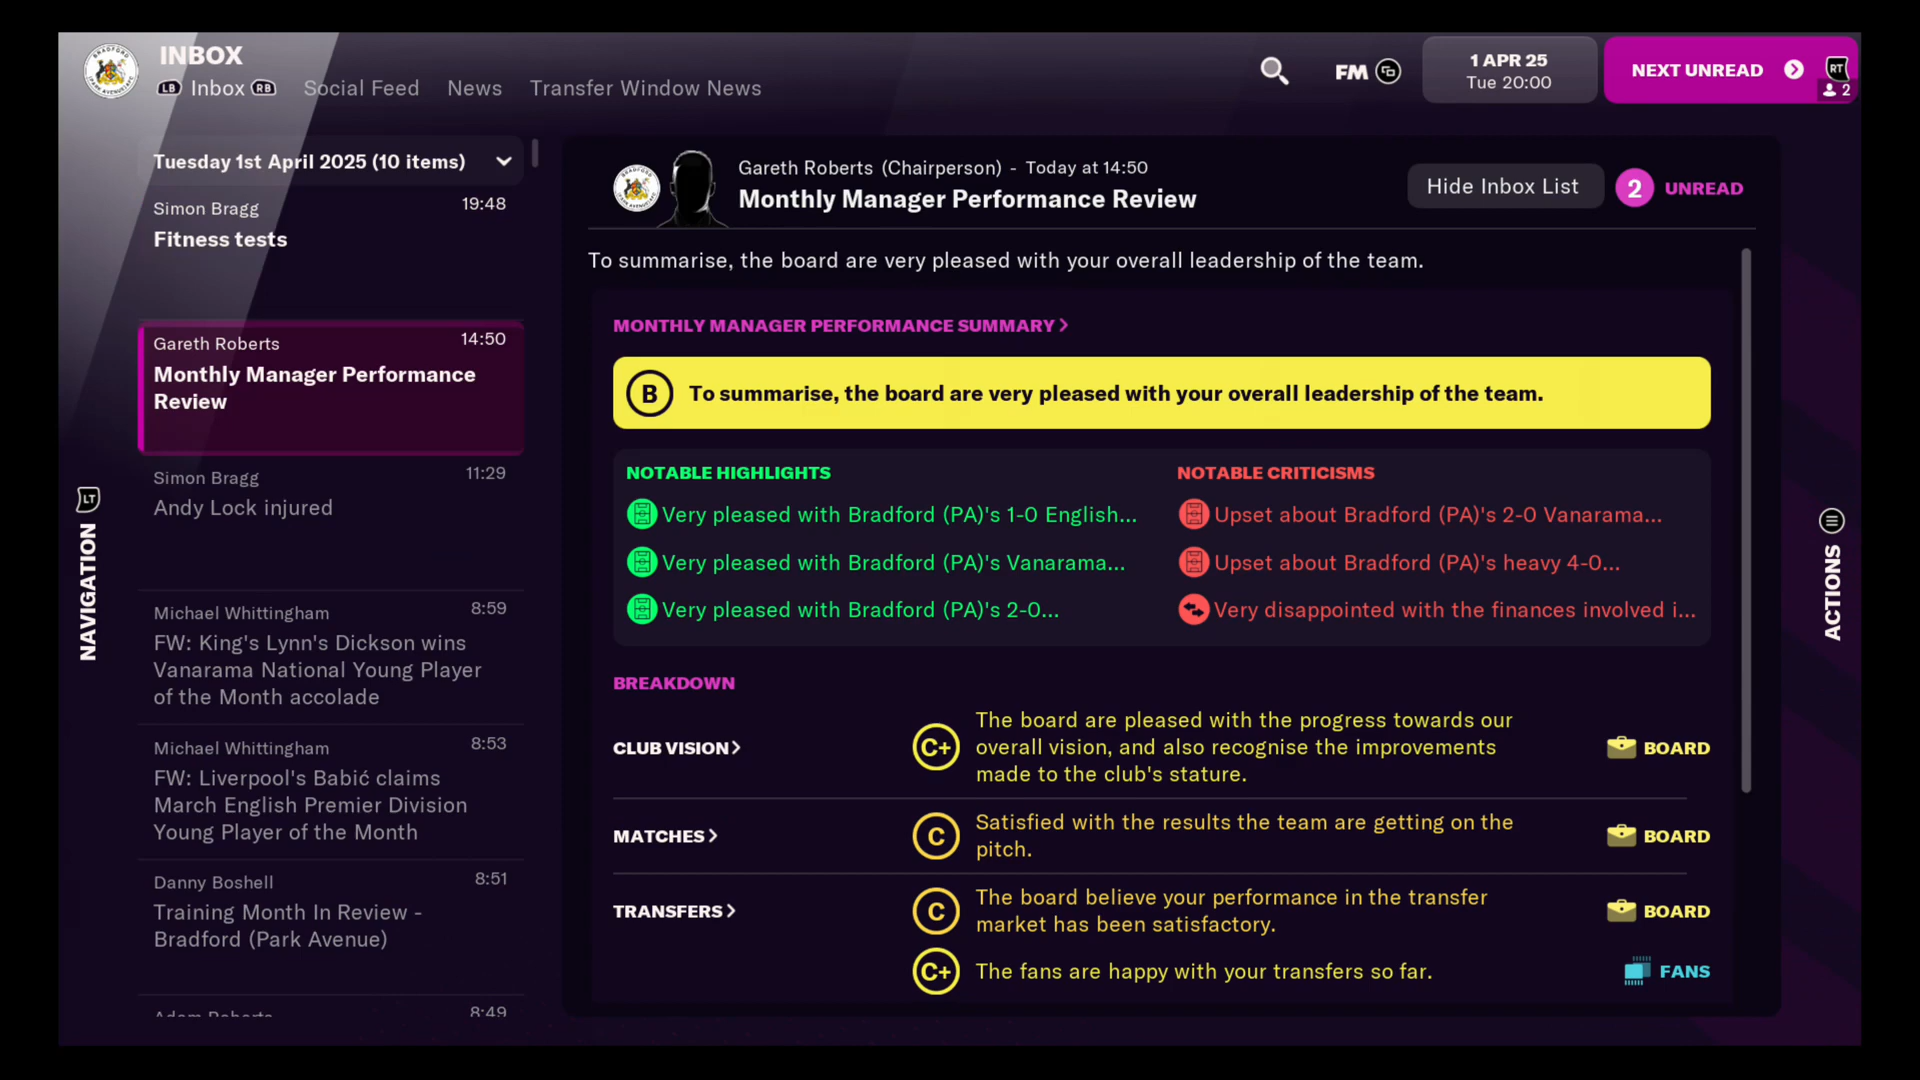 INBOX
LB Inbox RB Social Feed News Transfer Window News
FM
1 APR 25
Tue 20:00
NEXT UNREAD
RT
2
Tuesday 1st April 2025 (10 items)
Simon Bragg 19:48
Fitness tests
Gareth Roberts 14:50
Monthly Manager Performance
Review
Simon Bragg 11:29
Andy Lock injured
Michael Whittingham 8:59
FW: King's Lynn's Dickson wins
Vanarama National Young Player
of the Month accolade
Michael Whittingham 8:53
FW: Liverpool's Babić claims
March English Premier Division
Young Player of the Month
Danny Boshell 8:51
Training Month In Review -
Bradford (Park Avenue)
Adam Roberts 8:49
LT
NAVIGATION
Gareth Roberts (Chairperson) - Today at 14:50
Monthly Manager Performance Review
Hide Inbox List
2 UNREAD
To summarise, the board are very pleased with your overall leadership of the team.
MONTHLY MANAGER PERFORMANCE SUMMARY
B To summarise, the board are very pleased with your overall leadership of the team.
NOTABLE HIGHLIGHTS
Very pleased with Bradford (PA)'s 1-0 English...
Very pleased with Bradford (PA)'s Vanarama...
Very pleased with Bradford (PA)'s 2-0...
NOTABLE CRITICISMS
Upset about Bradford (PA)'s 2-0 Vanarama...
Upset about Bradford (PA)'s heavy 4-0...
Very disappointed with the finances involved i...
BREAKDOWN
CLUB VISION
C+
The board are pleased with the progress towards our
overall vision, and also recognise the improvements
made to the club's stature.
BOARD
MATCHES
C
Satisfied with the results the team are getting on the
pitch.
BOARD
TRANSFERS
C
The board believe your performance in the transfer
market has been satisfactory.
BOARD
C+
The fans are happy with your transfers so far.
FANS
ACTIONS